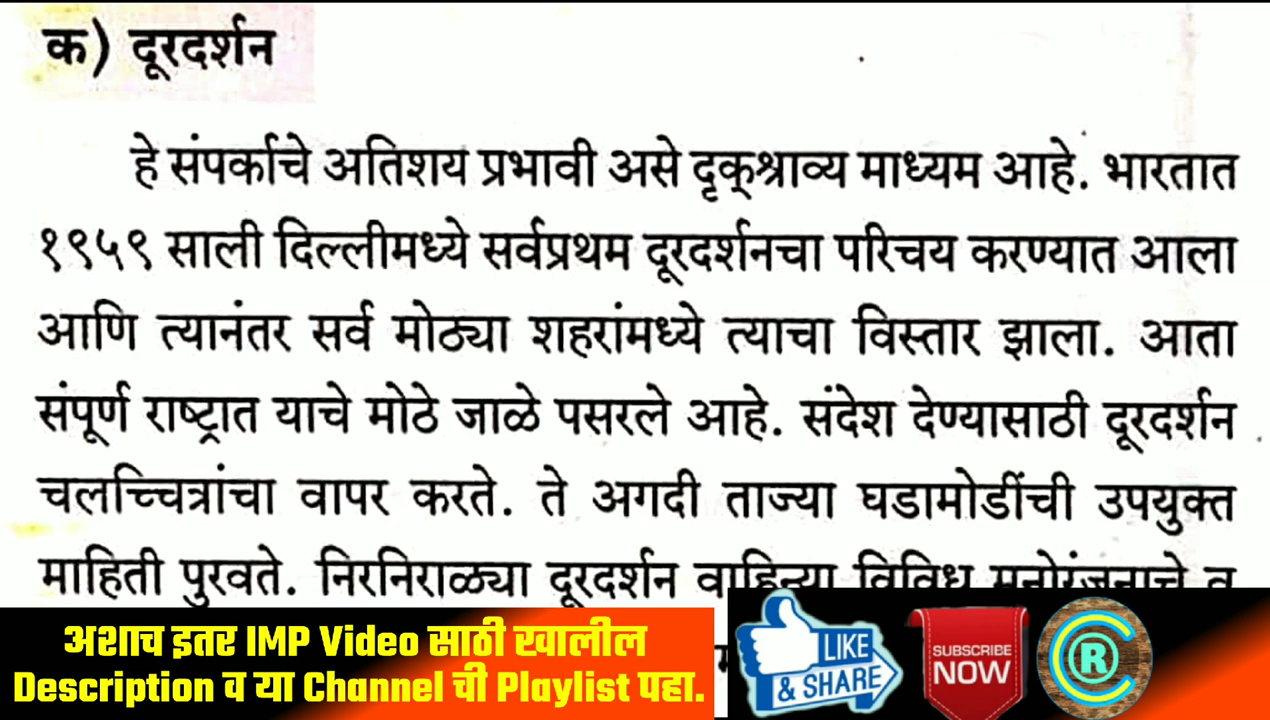 क) दूरदर्शन
हे संपर्काचे अतिशय प्रभावी असे दृक्श्राव्य माध्यम आहे. भारतात
१९५९ साली दिल्लीमध्ये सर्वप्रथम दूरदर्शनचा परिचय करण्यात आला
आणि त्यानंतर सर्व मोठ्या शहरांमध्ये त्याचा विस्तार झाला. आता
संपूर्ण राष्ट्रात याचे मोठे जाळे पसरले आहे. संदेश देण्यासाठी दूरदर्शन
चलच्चित्रांचा वापर करते. ते अगदी ताज्या घडामोडींची उपयुक्त
माहिती पुरवते. निरनिराळ्या दूरदर्शन वाहिन्या विविध मनोरंजनाचे व
अशाच इतर IMP Video साठी खालील
Description व या Channel ची Playlist पहा.
LIKE
& SHARE
SUBSCRIBE
NOW
C R